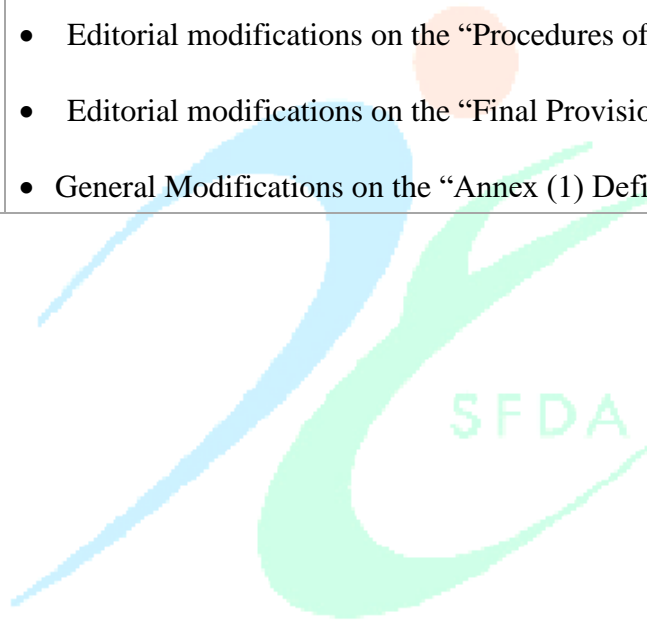 • Editorial modifications on the “Procedures of
• Editorial modifications on the “Final
• General Modifications on the “Annex (1)
SFDA